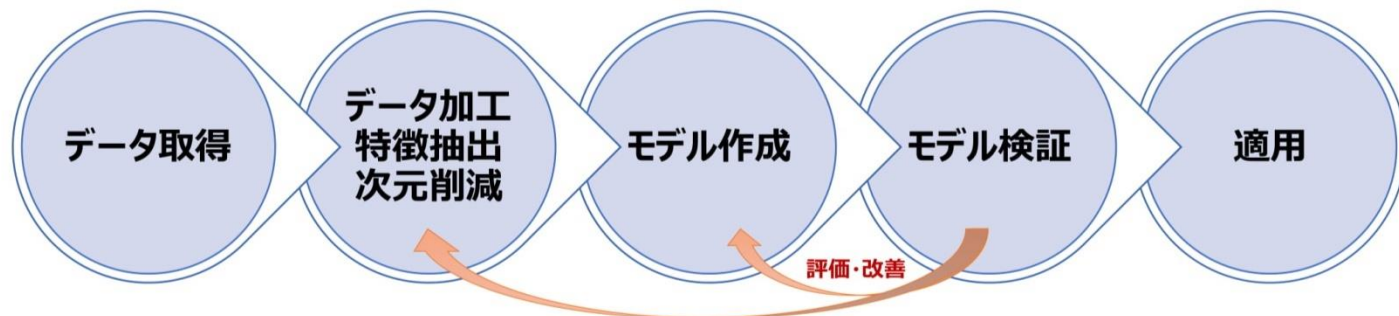 データ取得
データ加工
特徴抽出
次元削減
モデル作成
モデル検証
適用
評価・改善